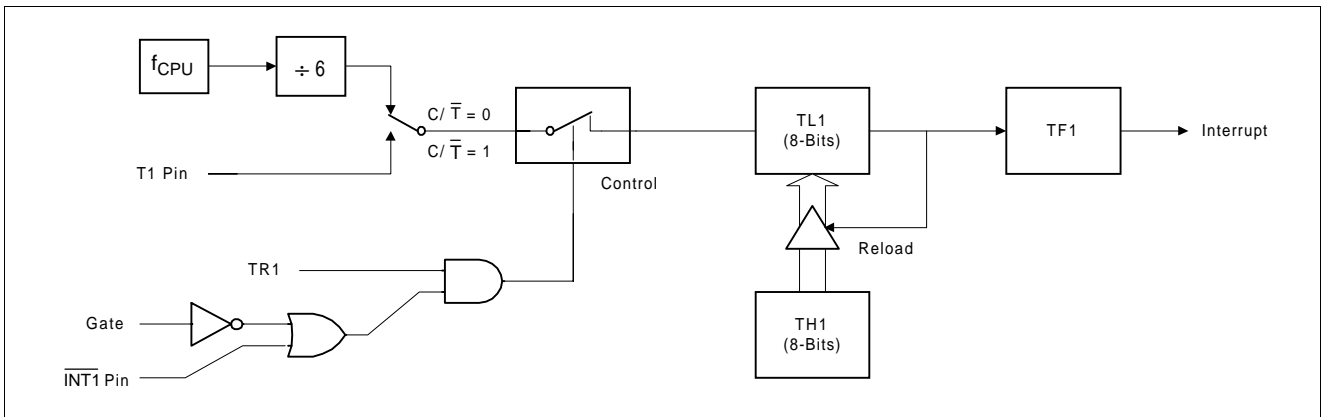 fCPU
÷ 6
C/T̅ = 0
C/T̅ = 1
T1 Pin
Control
TL1
(8-Bits)
TF1
Interrupt
Reload
TR1
Gate
I̅N̅T̅1̅ Pin
TH1
(8-Bits)